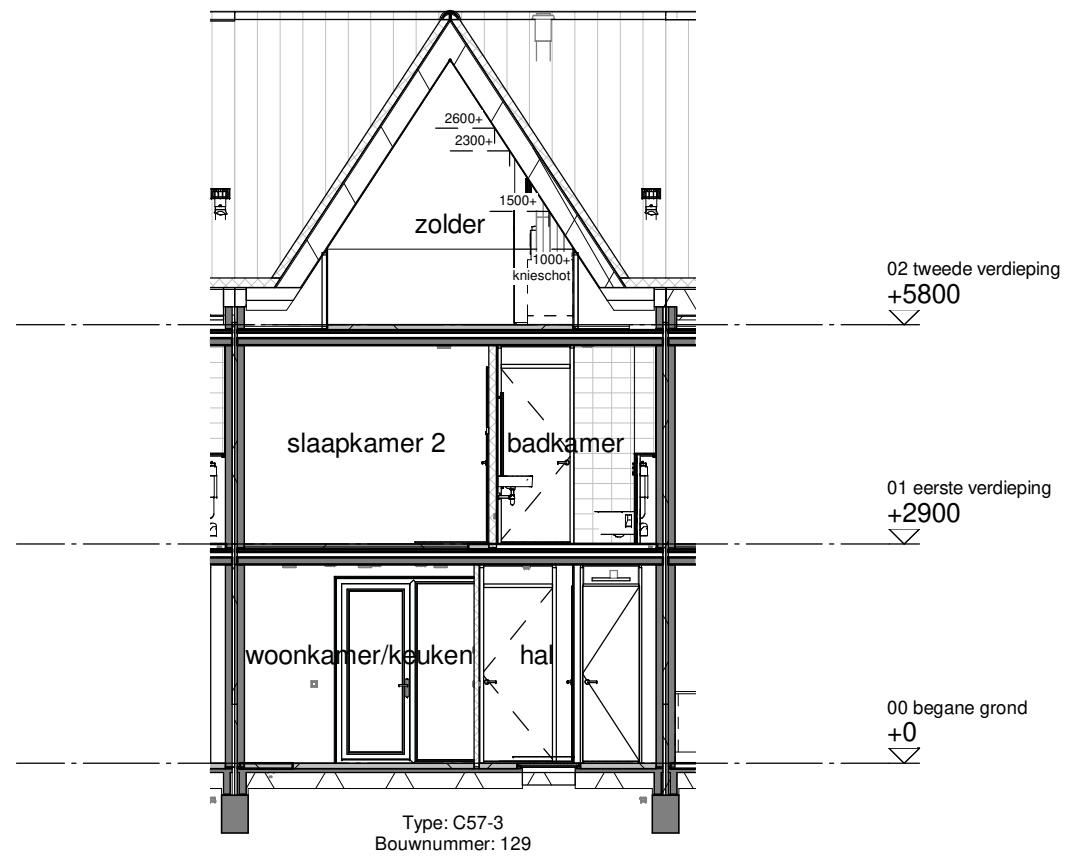 2600+
2300+
1500+
zolder
1000+
knieschot
02 tweede verdieping
+5800
slaapkamer 2
badkamer
01 eerste verdieping
+2900
woonkamer/keuken
hal
00 begane grond
+0
Type: C57-3
Bouwnummer: 129